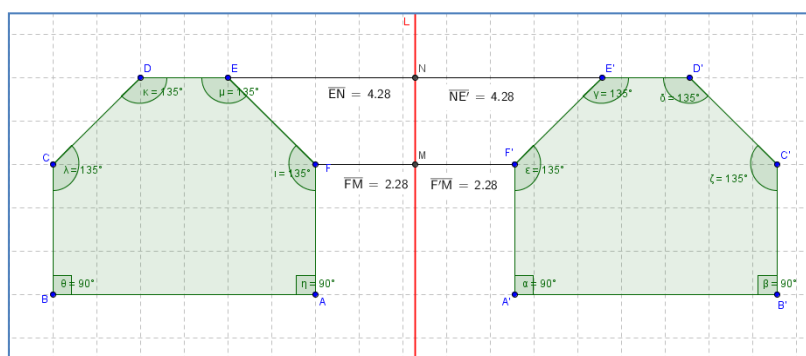 L
D E N E' D'
κ = 135° μ = 135° EN = 4.28 NE' = 4.28 γ = 135° δ = 135°
C F M F' C'
λ = 135° ι = 135° FM = 2.28 F'M = 2.28 ε = 135° ζ = 135°
θ = 90° η = 90° α = 90° β = 90°
B A A' B'